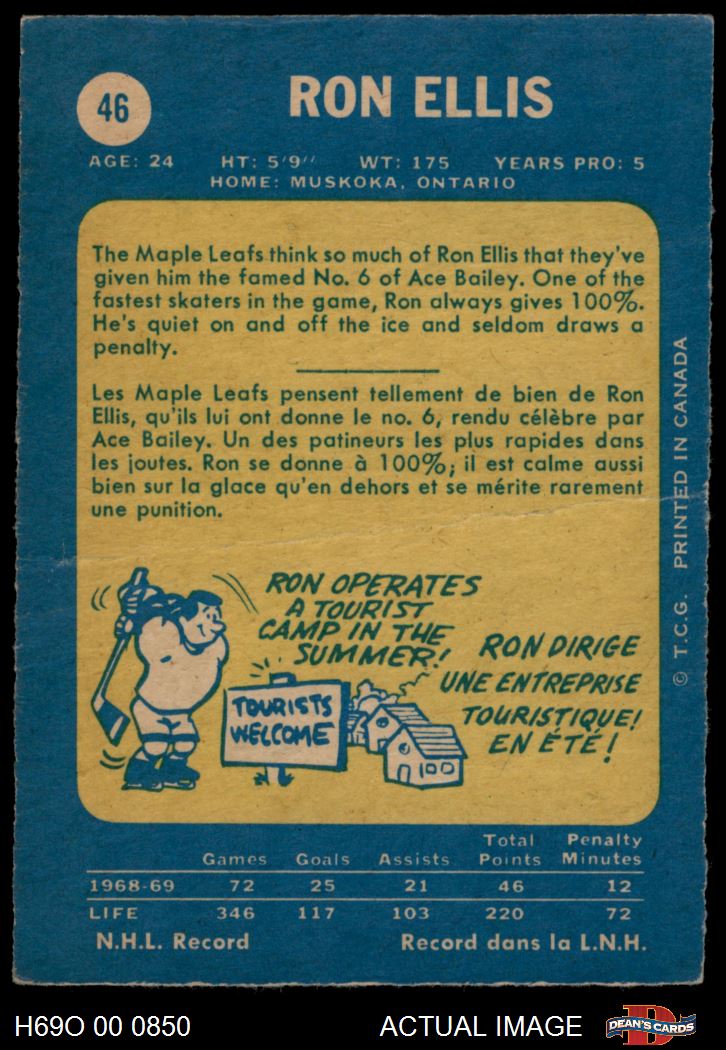 46
RON ELLIS
AGE: 24 HT: 5'9'' WT: 175 YEARS PRO: 5
HOME: MUSKOKA, ONTARIO
The Maple Leafs think so much of Ron Ellis that they've
given him the famed No. 6 of Ace Bailey. One of the
fastest skaters in the game, Ron always gives 100%.
He's quiet on and off the ice and seldom draws a
penalty.
Les Maple Leafs pensent tellement de bien de Ron
Ellis, qu'ils lui ont donne le no. 6, rendu célèbre par
Ace Bailey. Un des patineurs les plus rapides dans
les joutes. Ron se donne à 100%; il est calme aussi
bien sur la glace qu'en dehors et se mérite rarement
une punition.
RON OPERATES
A TOURIST
CAMP IN THE
SUMMER!
RON DIRIGE
UNE ENTREPRISE
TOURISTIQUE!
EN ÉTÉ!
TOURISTS
WELCOME
© T.C.G. PRINTED IN CANADA
Games Goals Assists Total Points Penalty Minutes
1968-69 72 25 21 46 12
LIFE 346 117 103 220 72
N.H.L. Record Record dans la L.N.H.
H69O 00 0850 ACTUAL IMAGE DEAN'S CARDS